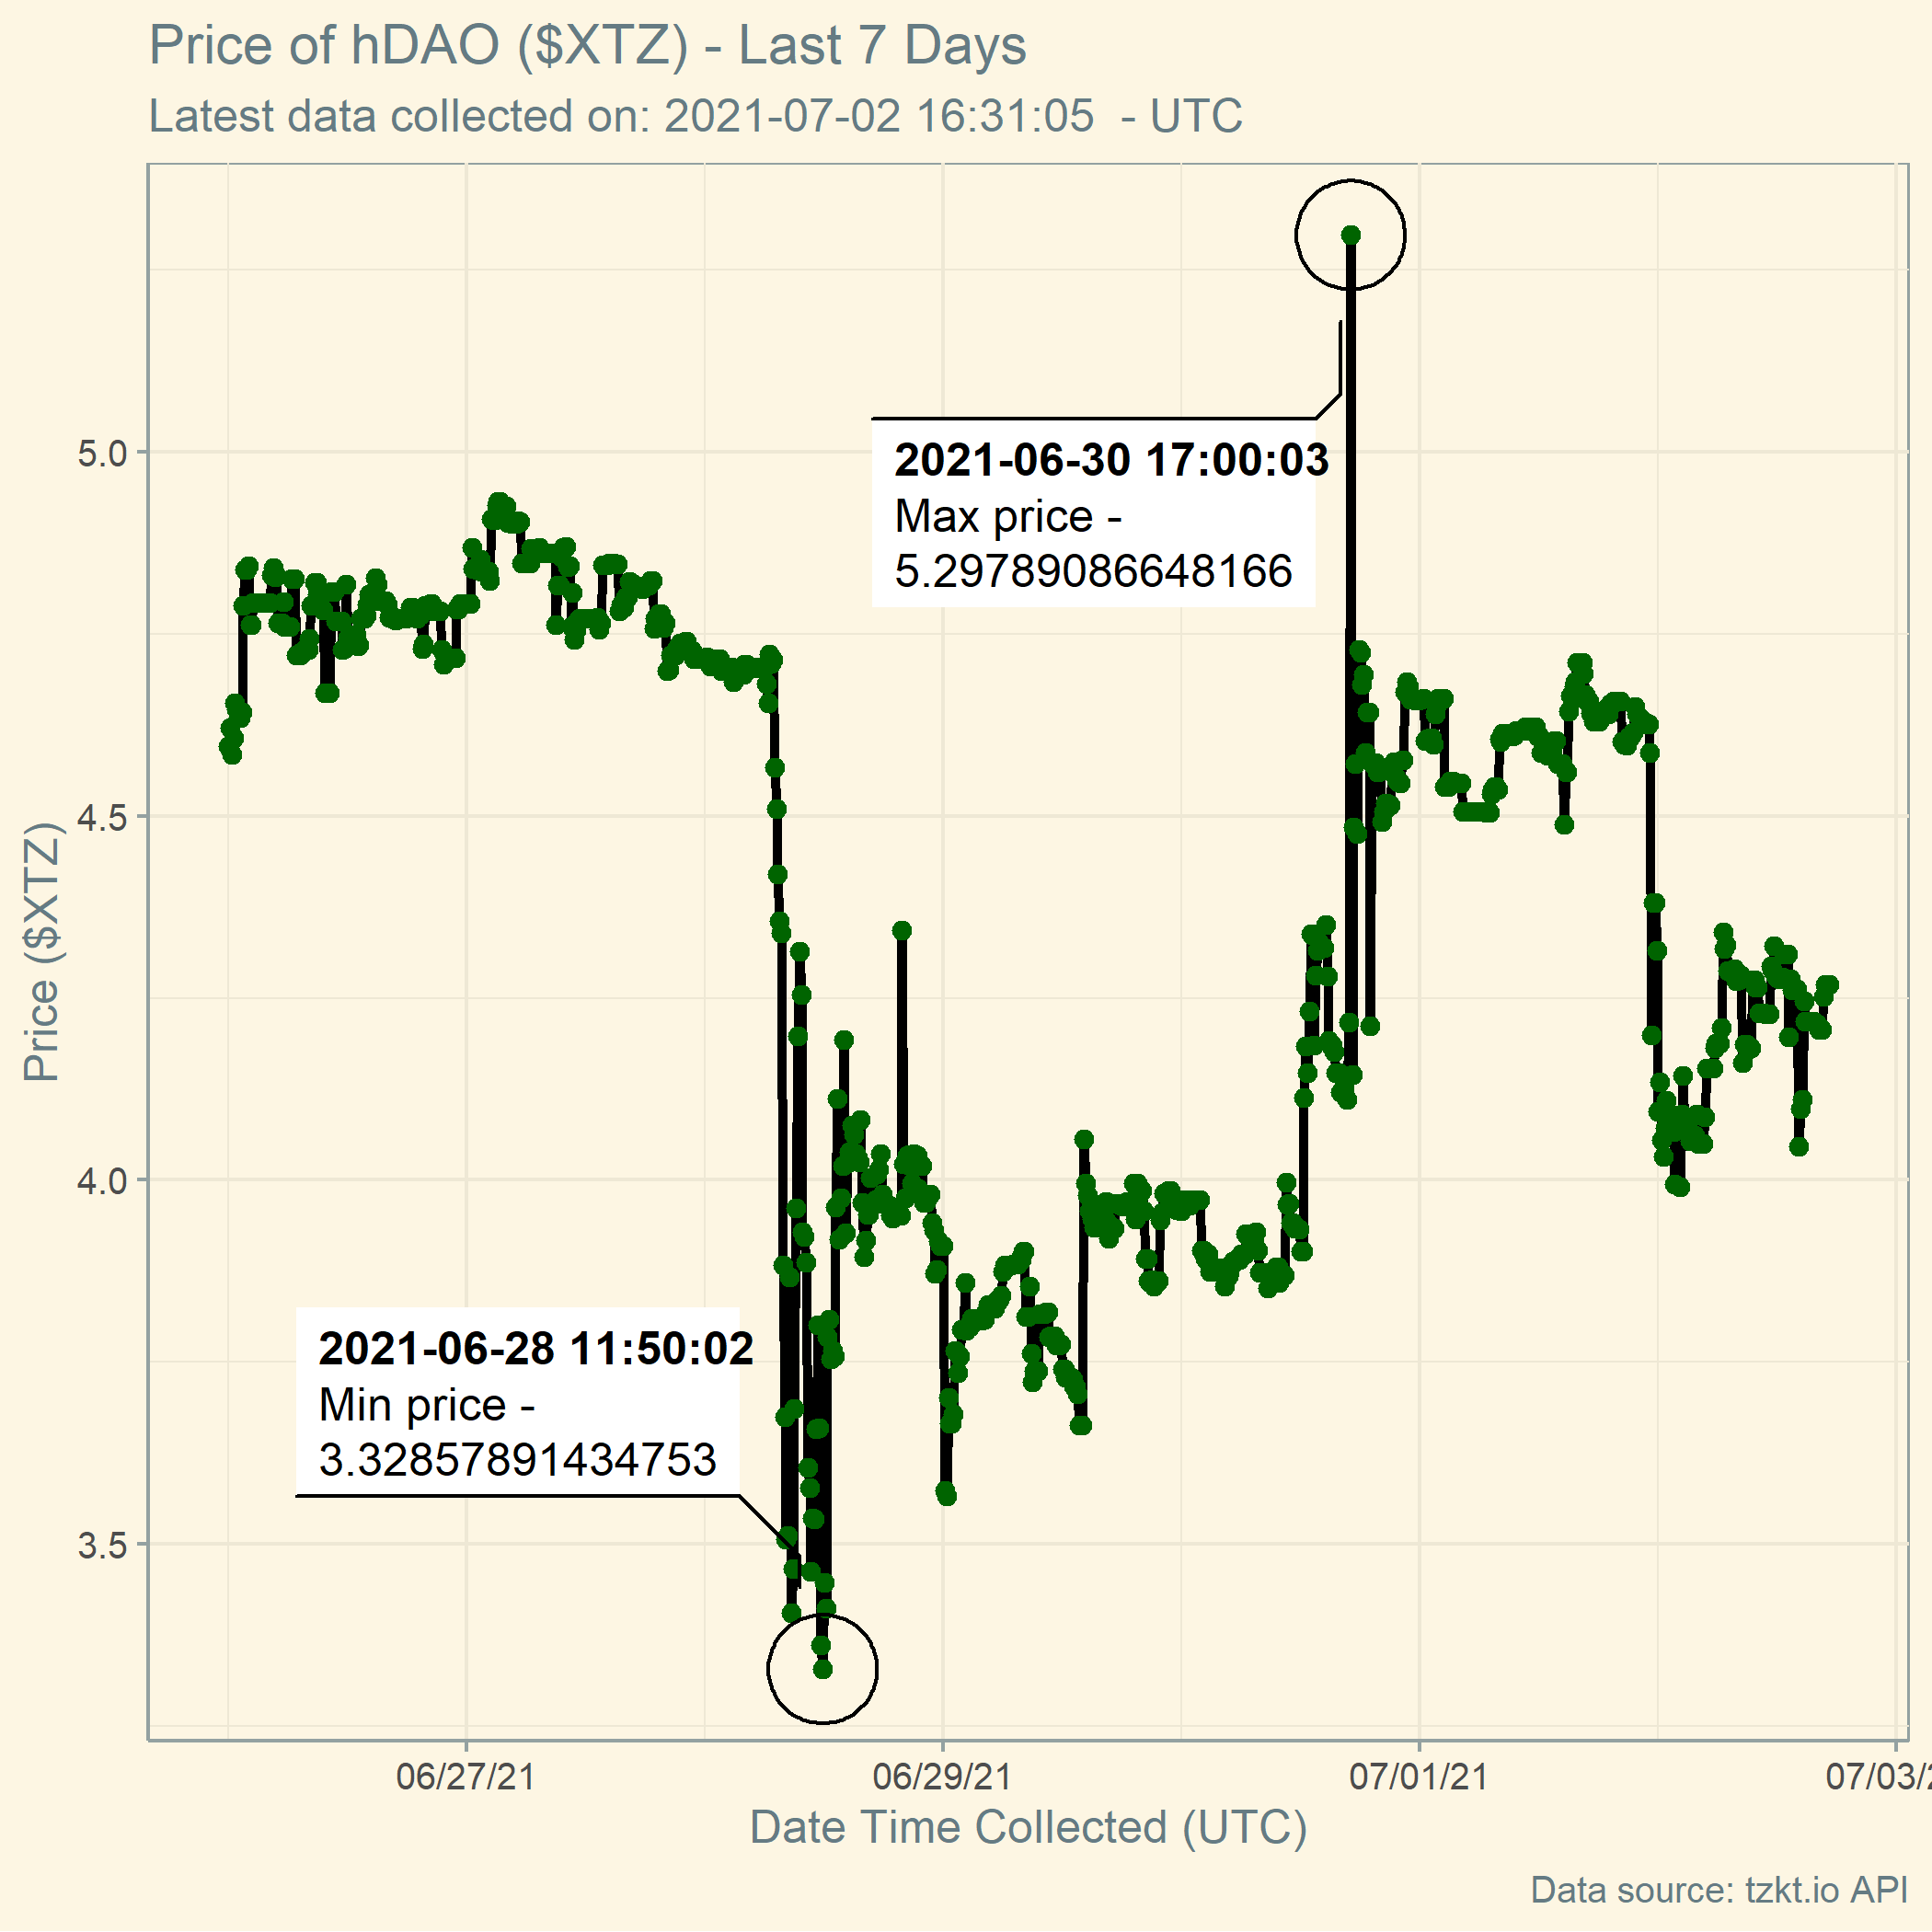 Price of hDAO ($XTZ) - Last 7 Days
Latest data collected on: 2021-07-02 16:31:05  - UTC
Price ($XTZ)
5.0
4.5
4.0
3.5
2021-06-30 17:00:03
Max price -
5.29789086648166
2021-06-28 11:50:02
Min price -
3.32857891434753
06/27/21
06/29/21
07/01/21
07/03/2
Date Time Collected (UTC)
Data source: tzkt.io API